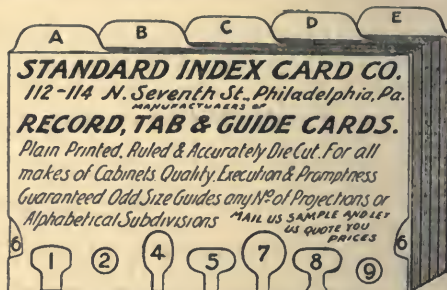 A B C D E
STANDARD INDEX CARD CO.
112-114 N. Seventh St., Philadelphia, Pa.
MANUFACTURERS OF
RECORD, TAB & GUIDE CARDS.
Plain Printed, Ruled & Accurately Die Cut. For all
makes of Cabinets Quality, Execution & Promptness
Guaranteed Odd Size Guides any Nº of Projections or
Alphabetical Subdivisions
MAIL US SAMPLE AND LET
US QUOTE YOU
PRICES
6 1 2 4 5 7 8 9 6